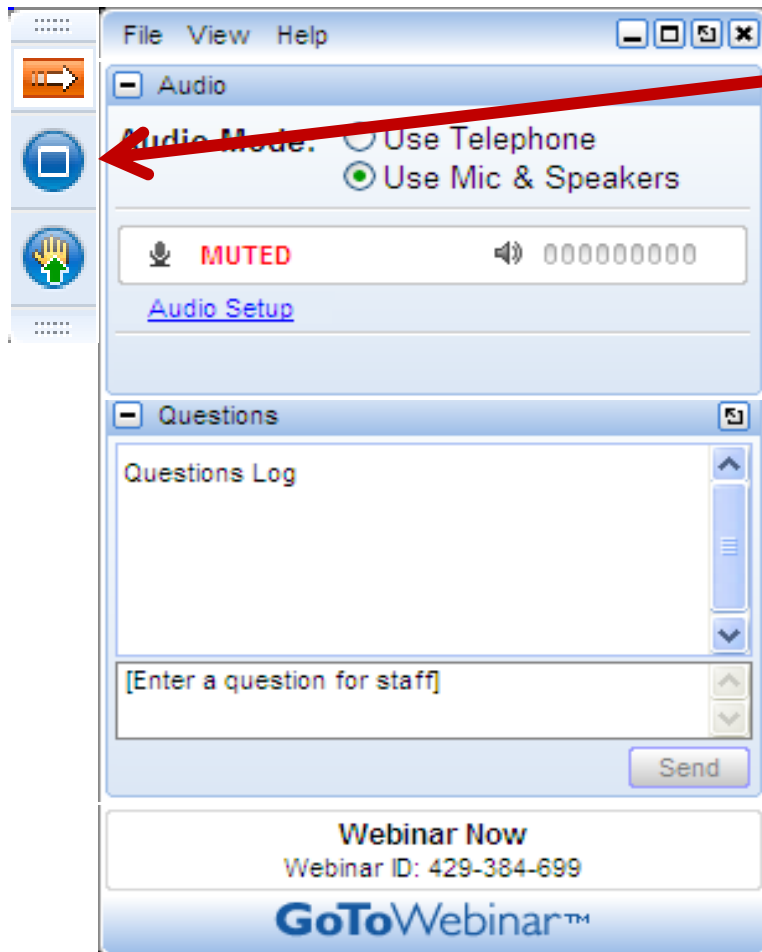 File View Help
Audio
Audio Mode: Use Telephone
Use Mic & Speakers
MUTED 000000000
Audio Setup
Questions
Questions Log
[Enter a question for staff]
Send
Webinar Now
Webinar ID: 429-384-699
GoToWebinar™